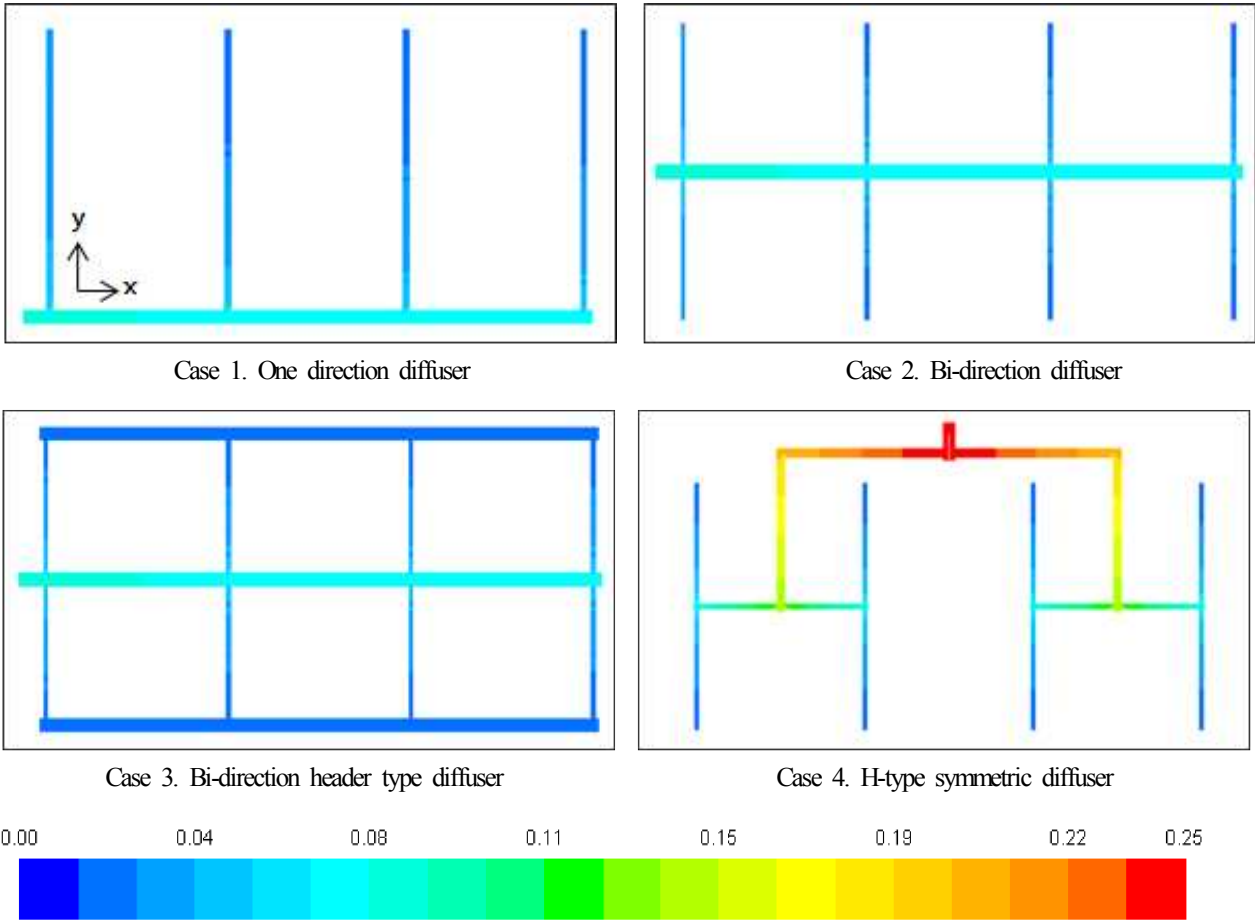 y
x
Case 1. One direction diffuser
Case 2. Bi-direction diffuser
Case 3. Bi-direction header type diffuser
Case 4. H-type symmetric diffuser
0.00 0.04 0.08 0.11 0.15 0.19 0.22 0.25